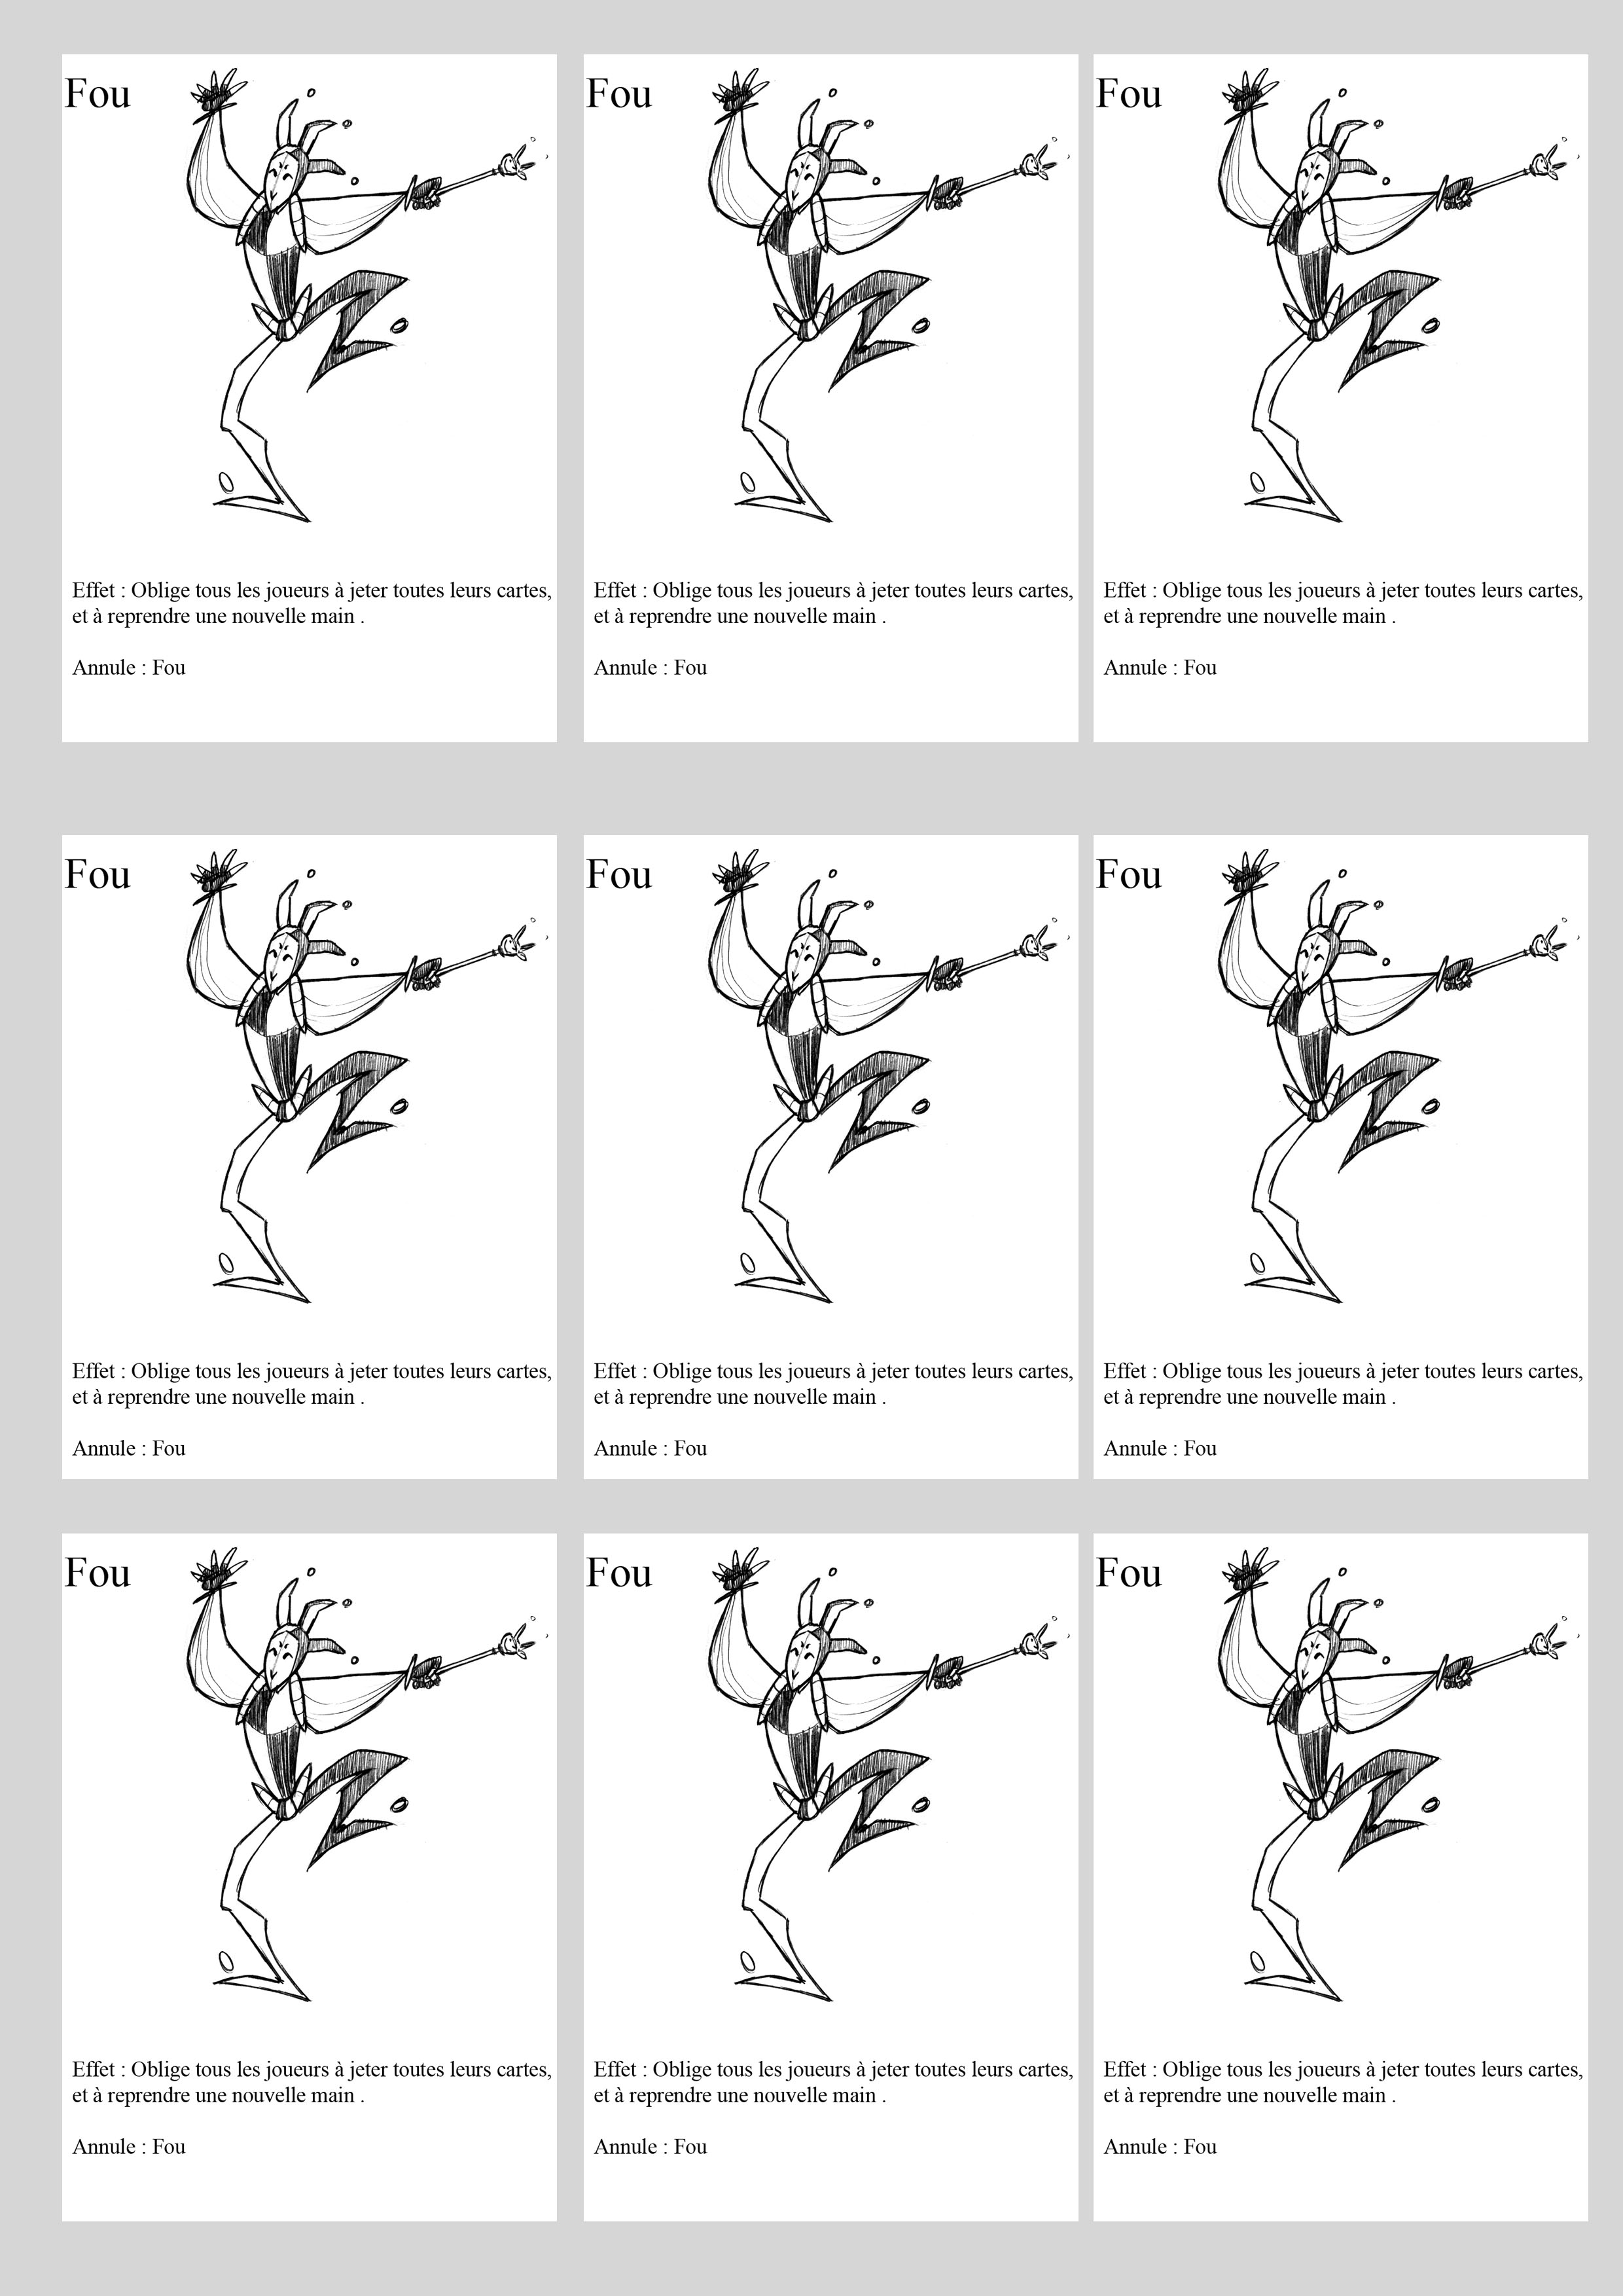 Fou
Effet : Oblige tous les joueurs à jeter toutes leurs cartes,
et à reprendre une nouvelle main .
Annule : Fou
Fou
Effet : Oblige tous les joueurs à jeter toutes leurs cartes,
et à reprendre une nouvelle main .
Annule : Fou
Fou
Effet : Oblige tous les joueurs à jeter toutes leurs cartes,
et à reprendre une nouvelle main .
Annule : Fou
Fou
Effet : Oblige tous les joueurs à jeter toutes leurs cartes,
et à reprendre une nouvelle main .
Annule : Fou
Fou
Effet : Oblige tous les joueurs à jeter toutes leurs cartes,
et à reprendre une nouvelle main .
Annule : Fou
Fou
Effet : Oblige tous les joueurs à jeter toutes leurs cartes,
et à reprendre une nouvelle main .
Annule : Fou
Fou
Effet : Oblige tous les joueurs à jeter toutes leurs cartes,
et à reprendre une nouvelle main .
Annule : Fou
Fou
Effet : Oblige tous les joueurs à jeter toutes leurs cartes,
et à reprendre une nouvelle main .
Annule : Fou
Fou
Effet : Oblige tous les joueurs à jeter toutes leurs cartes,
et à reprendre une nouvelle main .
Annule : Fou